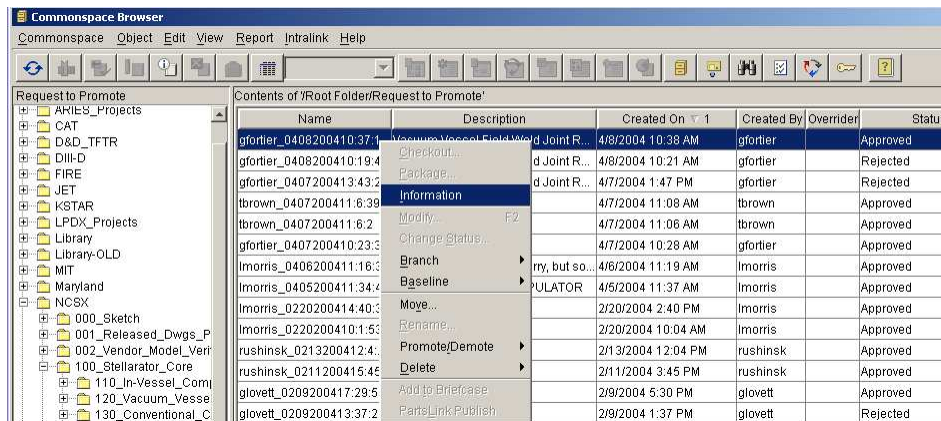 Commonspace Browser
Commonspace Object Edit View Report Intralink Help
Request to Promote
ARIES_Projects
CAT
D&D_TFTR
DIII-D
FIRE
JET
KSTAR
LPDX_Projects
Library
Library-OLD
MIT
Maryland
NCSX
000_Sketch
001_Released_Dwgs_P
002_Vendor_Model_Veri
100_Stellarator_Core
110_In-Vessel_Comp
120_Vacuum_Vesse
130_Conventional_C
Contents of '/Root Folder/Request to Promote'
Name Description Created On 1 Created By Overrider Statu
gfortier_0408200410:37:1 Vacuum Vessel Field Weld Joint R... 4/8/2004 10:38 AM gfortier Approved
gfortier_0408200410:19:4 d Joint R... 4/8/2004 10:21 AM gfortier Rejected
gfortier_0407200413:43:2 d Joint R... 4/7/2004 1:47 PM gfortier Rejected
tbrown_0407200411:6:39 4/7/2004 11:08 AM tbrown Approved
tbrown_0407200411:6:2 4/7/2004 11:06 AM tbrown Approved
gfortier_0407200410:23:3 4/7/2004 10:28 AM gfortier Approved
lmorris_0406200411:16:3 rry, but so... 4/6/2004 11:19 AM lmorris Approved
lmorris_0405200411:34:4 PULATOR 4/5/2004 11:37 AM lmorris Approved
lmorris_0220200414:40:3 2/20/2004 2:40 PM lmorris Approved
lmorris_0220200410:1:53 2/20/2004 10:04 AM lmorris Approved
rushinsk_0213200412:4: 2/13/2004 12:04 PM rushinsk Approved
rushinsk_0211200415:45 2/11/2004 3:45 PM rushinsk Approved
glovett_0209200417:29:5 2/9/2004 5:30 PM glovett Approved
glovett_0209200413:37:2 2/9/2004 1:37 PM glovett Rejected
Checkout...
Package...
Information
Modify... F2
Change Status...
Branch
Baseline
Move...
Rename...
Promote/Demote
Delete
Add to Briefcase
PartsLink Publish